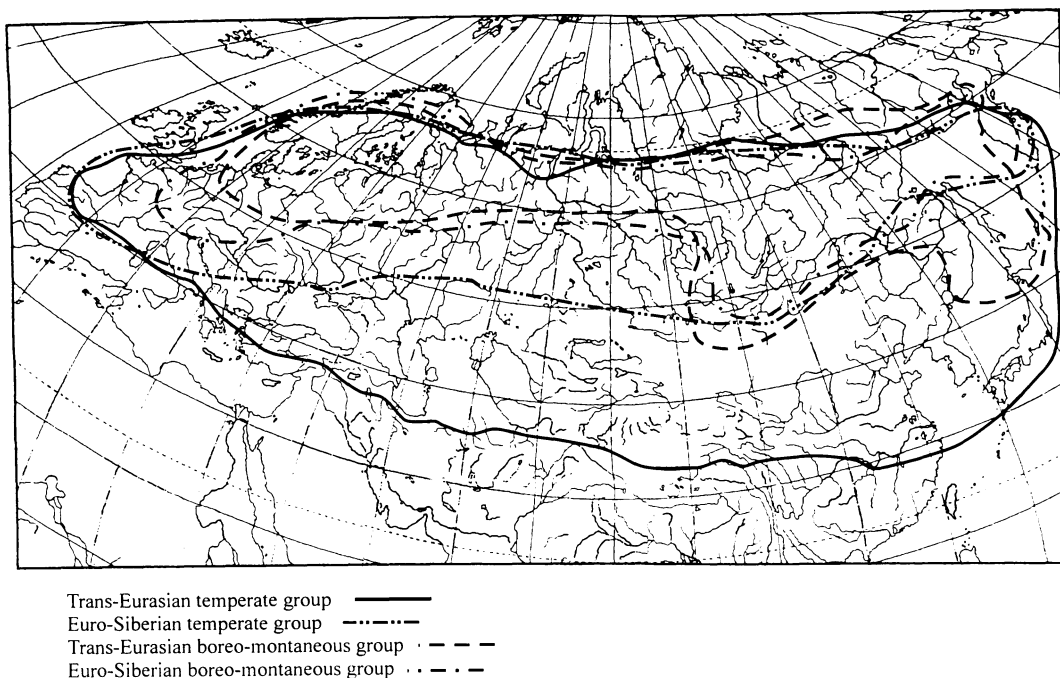 Trans-Eurasian temperate group
Euro-Siberian temperate group
Trans-Eurasian boreo-montaneous group
Euro-Siberian boreo-montaneous group